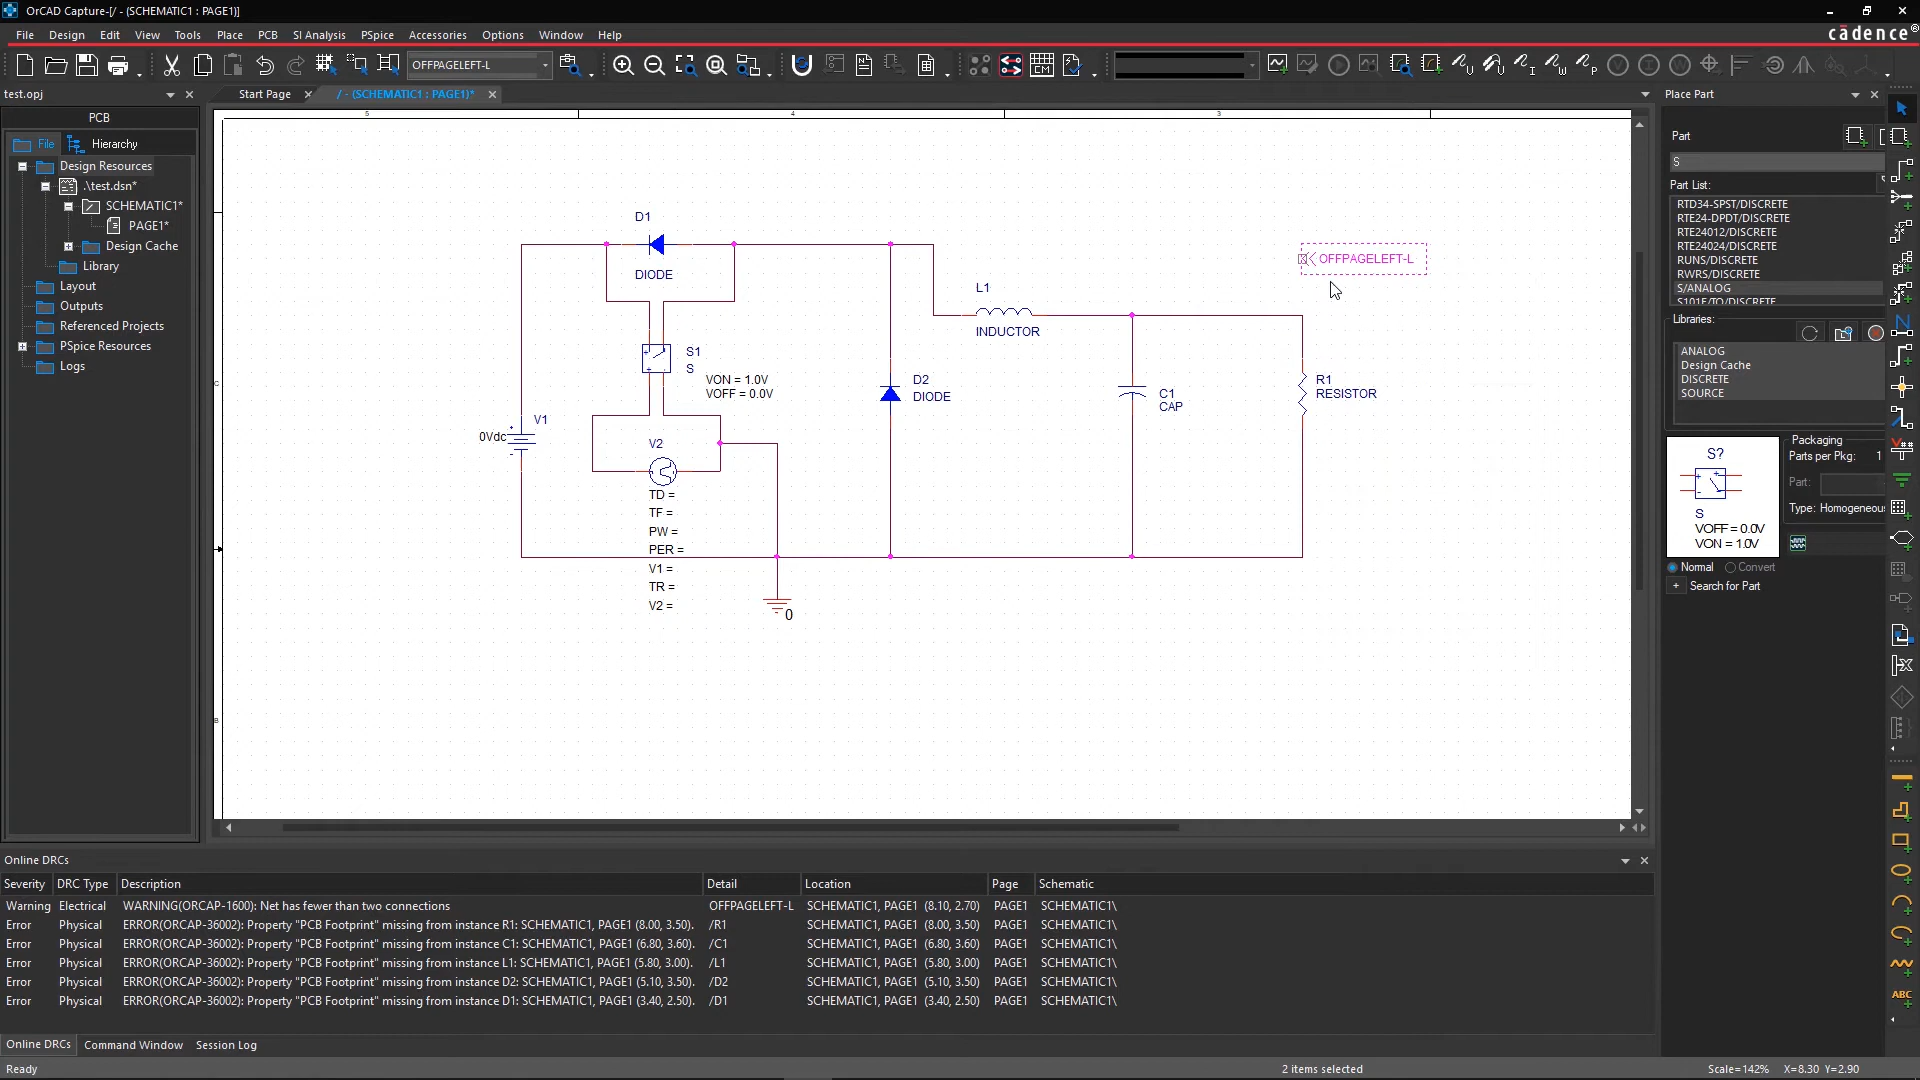 OrCAD Capture-[/ - (SCHEMATIC1 : PAGE1)]
File Design Edit View Tools Place PCB SI Analysis PSpice Accessories Options Window Help
cādence®
OFFPAGELEFT-L
test.opj
Start Page
/ - (SCHEMATIC1 : PAGE1)*
Place Part
PCB
File
Hierarchy
Design Resources
.\test.dsn*
SCHEMATIC1*
PAGE1*
Design Cache
Library
Layout
Outputs
Referenced Projects
PSpice Resources
Logs
5 4 3
C
B
D1
DIODE
L1
INDUCTOR
OFFPAGELEFT-L
S1
S
VON = 1.0V
VOFF = 0.0V
D2
DIODE
C1
CAP
R1
RESISTOR
V1
0Vdc
V2
TD =
TF =
PW =
PER =
V1 =
TR =
V2 =
0
Part
S
Part List:
RTD34-SPST/DISCRETE
RTE24-DPDT/DISCRETE
RTE24012/DISCRETE
RTE24024/DISCRETE
RUNS/DISCRETE
RWRS/DISCRETE
S/ANALOG
S101F/TO/DISCRETE
Libraries:
ANALOG
Design Cache
DISCRETE
SOURCE
S?
S
VOFF = 0.0V
VON = 1.0V
Packaging
Parts per Pkg: 1
Part:
Type: Homogeneous
Normal Convert
+ Search for Part
ABC
Online DRCs
Severity DRC Type Description Detail Location Page Schematic
Warning Electrical WARNING(ORCAP-1600): Net has fewer than two connections OFFPAGELEFT-L SCHEMATIC1, PAGE1 (8.10, 2.70) PAGE1 SCHEMATIC1\
Error Physical ERROR(ORCAP-36002): Property "PCB Footprint" missing from instance R1: SCHEMATIC1, PAGE1 (8.00, 3.50). /R1 SCHEMATIC1, PAGE1 (8.00, 3.50) PAGE1 SCHEMATIC1\
Error Physical ERROR(ORCAP-36002): Property "PCB Footprint" missing from instance C1: SCHEMATIC1, PAGE1 (6.80, 3.60). /C1 SCHEMATIC1, PAGE1 (6.80, 3.60) PAGE1 SCHEMATIC1\
Error Physical ERROR(ORCAP-36002): Property "PCB Footprint" missing from instance L1: SCHEMATIC1, PAGE1 (5.80, 3.00). /L1 SCHEMATIC1, PAGE1 (5.80, 3.00) PAGE1 SCHEMATIC1\
Error Physical ERROR(ORCAP-36002): Property "PCB Footprint" missing from instance D2: SCHEMATIC1, PAGE1 (5.10, 3.50). /D2 SCHEMATIC1, PAGE1 (5.10, 3.50) PAGE1 SCHEMATIC1\
Error Physical ERROR(ORCAP-36002): Property "PCB Footprint" missing from instance D1: SCHEMATIC1, PAGE1 (3.40, 2.50). /D1 SCHEMATIC1, PAGE1 (3.40, 2.50) PAGE1 SCHEMATIC1\
Online DRCs Command Window Session Log
Ready
2 items selected
Scale=142% X=8.30 Y=2.90